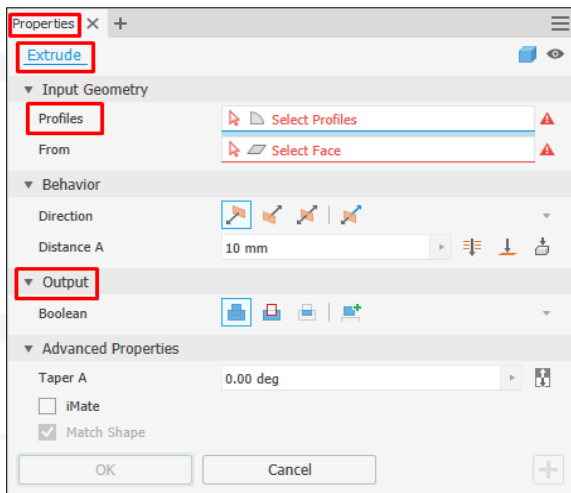 Properties
Extrude
Input Geometry
Profiles Select Profiles
From Select Face
Behavior
Direction
Distance A 10 mm
Output
Boolean
Advanced Properties
Taper A 0.00 deg
iMate
Match Shape
OK Cancel